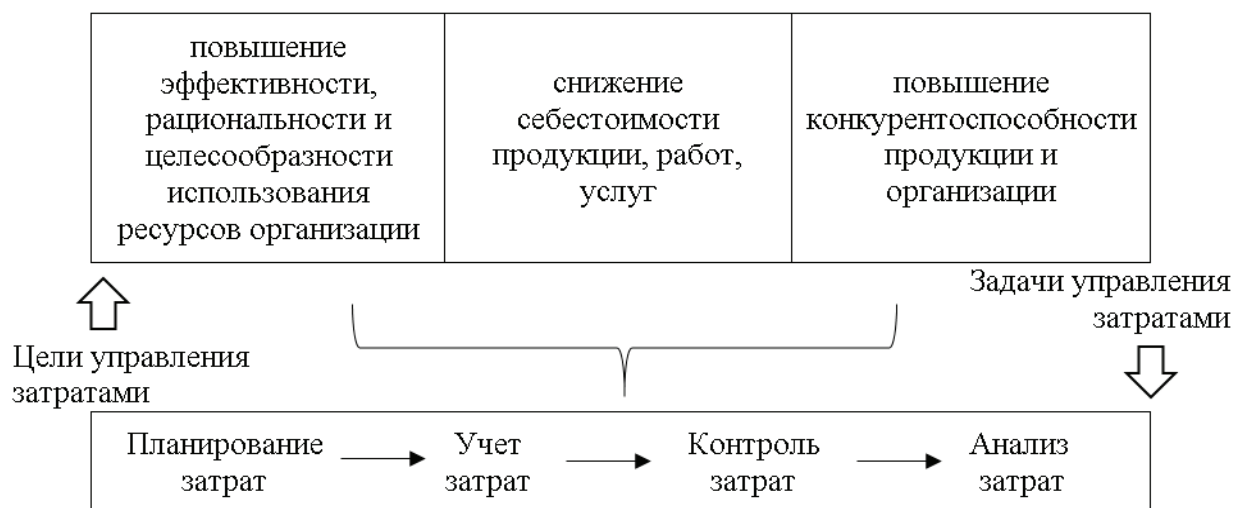 повышение
эффективности,
рациональности и
целесообразности
использования
ресурсов организации
снижение
себестоимости
продукции, работ,
услуг
повышение
конкурентоспособности
продукции и
организации
Задачи управления
затратами
Цели управления
затратами
Планирование
затрат
Учет
затрат
Контроль
затрат
Анализ
затрат